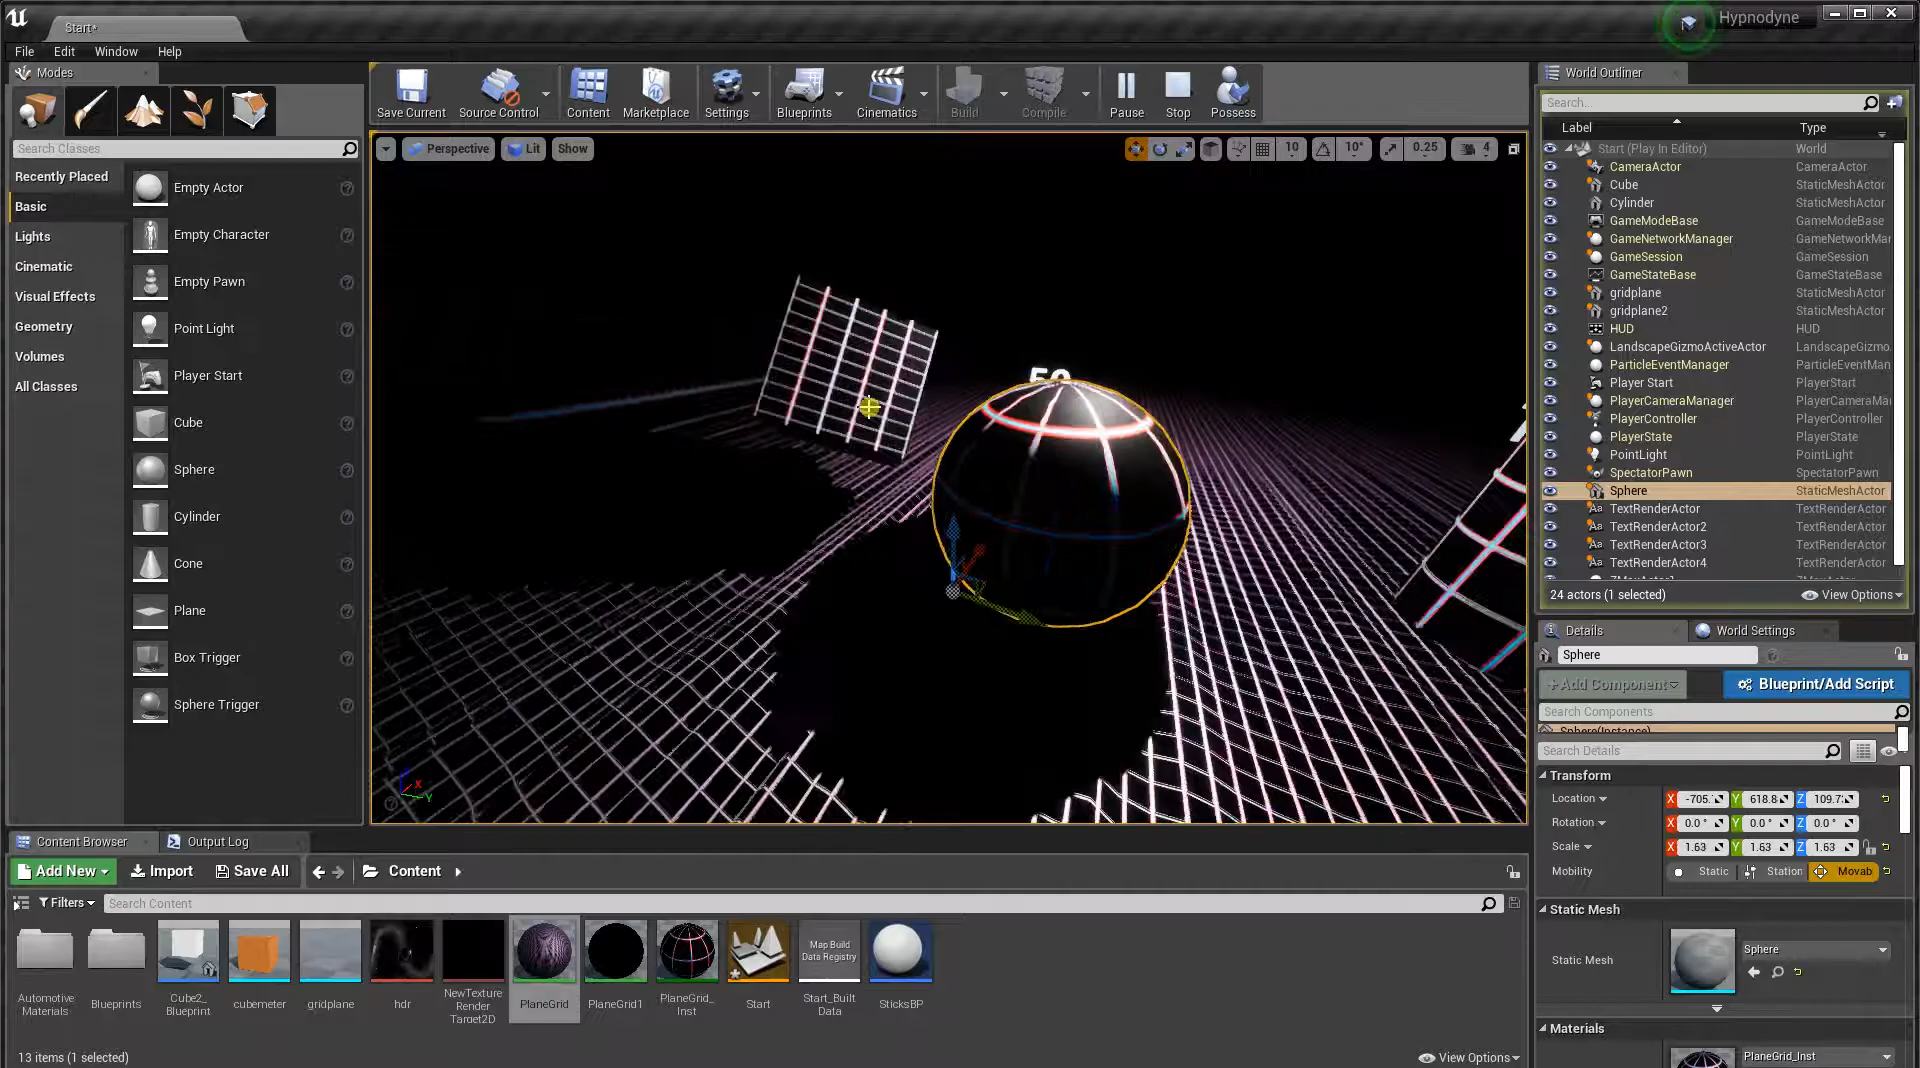 Start*
Hypnodyne
File Edit Window Help
Modes
Search Classes
Recently Placed
Basic
Lights
Cinematic
Visual Effects
Geometry
Volumes
All Classes
Empty Actor
Empty Character
Empty Pawn
Point Light
Player Start
Cube
Sphere
Cylinder
Cone
Plane
Box Trigger
Sphere Trigger
Save Current Source Control Content Marketplace Settings Blueprints Cinematics Build Compile Pause Stop Possess
Perspective Lit Show 10 10° 0.25 4
X
Y
World Outliner
Search...
Label Type
Start (Play In Editor) World
CameraActor CameraActor
Cube StaticMeshActor
Cylinder StaticMeshActor
GameModeBase GameModeBase
GameNetworkManager GameNetworkMa
GameSession GameSession
GameStateBase GameStateBase
gridplane StaticMeshActor
gridplane2 StaticMeshActor
HUD HUD
LandscapeGizmoActiveActor LandscapeGizmo
ParticleEventManager ParticleEventMan
Player Start PlayerStart
PlayerCameraManager PlayerCameraMa
PlayerController PlayerController
PlayerState PlayerState
PointLight PointLight
SpectatorPawn SpectatorPawn
Sphere StaticMeshActor
TextRenderActor TextRenderActor
TextRenderActor2 TextRenderActor
TextRenderActor3 TextRenderActor
TextRenderActor4 TextRenderActor
24 actors (1 selected) View Options
Details World Settings
Sphere
+Add Component Blueprint/Add Script
Search Components
Sphere(Instance)
Search Details
Transform
Location X -705. Y 618.8 Z 109.7
Rotation X 0.0 ° Y 0.0 ° Z 0.0 °
Scale X 1.63 Y 1.63 Z 1.63
Mobility Static Station Movab
Static Mesh
Static Mesh Sphere
Materials
PlaneGrid_Inst
Content Browser Output Log
Add New Import Save All Content
Filters Search Content
Automotive Materials
Blueprints
Cube2_ Blueprint
cubemeter
gridplane
hdr
NewTexture Render Target2D
PlaneGrid
PlaneGrid1
PlaneGrid_ Inst
Start
Map Build Data Registry
Start_Built Data
SticksBP
13 items (1 selected) View Options